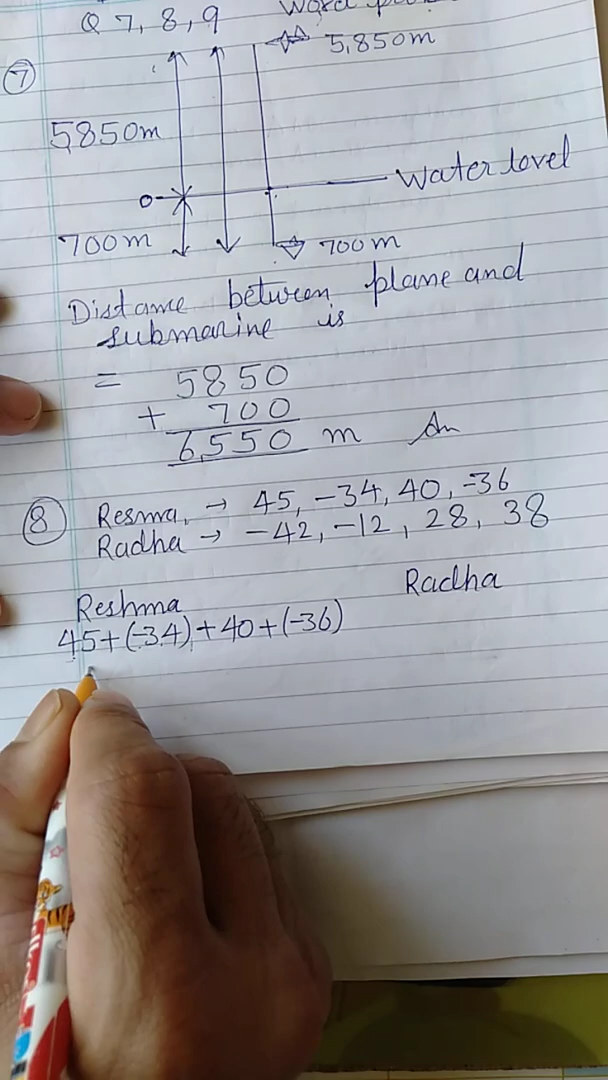 Q 7, 8, 9 Word
7
5,850m
5850m
0
Water level
700m
700m
Distance between plane and
submarine is
= 5850
+ 700
6,550 m An
8 Resma, → 45, -34, 40, -36
Radha → -42, -12, 28, 38
Reshma Radha
45+(-34)+40+(-36)